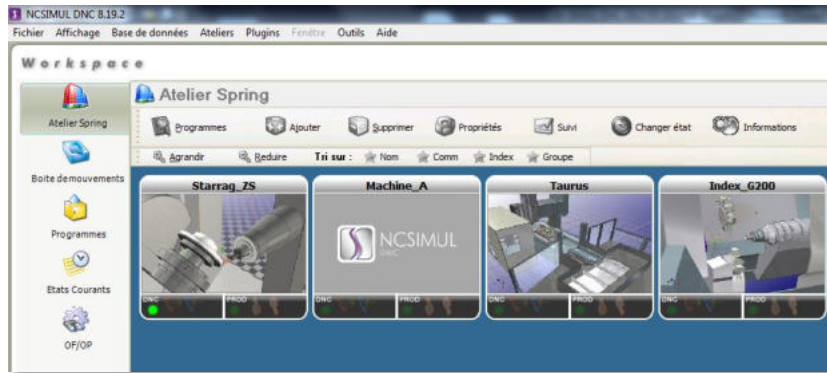 NCSIMUL DNC 8.19.2
Fichier Affichage Base de données Ateliers Plugins Fenêtre Outils Aide
Workspace
Atelier Spring
Atelier Spring
Programmes Ajouter Supprimer Propriétés Suivi Changer état Informations
Agrandir Reduire Tri sur : Nom Comm Index Groupe
Boite de mouvements
Programmes
Etats Courants
OF/OP
Starrag_ZS Machine_A Taurus Index_G200
NCSIMUL
DNC
DNC PROD DNC PROD DNC PROD DNC PROD